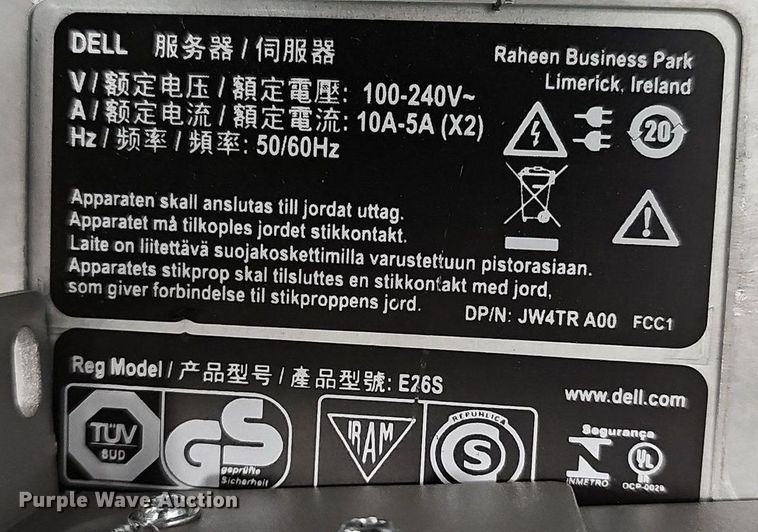 DELL 服务器 / 伺服器
Raheen Business Park
Limerick, Ireland
V / 额定电压 / 額定電壓: 100-240V~
A / 额定电流 / 額定電流: 10A-5A (X2)
Hz / 频率 / 頻率: 50/60Hz
20
Apparaten skall anslutas till jordat uttag.
Apparatet må tilkoples jordet stikkontakt.
Laite on liitettävä suojakoskettimilla varustettuun pistorasiaan.
Apparatets stikprop skal tilsluttes en stikkontakt med jord,
som giver forbindelse til stikproppens jord.
DP/N: JW4TR A00 FCC1
Reg Model / 产品型号 / 產品型號: E26S
www.dell.com
TÜV
SUD
GS
geprüfte
Sicherheit
IRAM
REPUBLICA
S
Segurança
INMETRO
UL
BR
OCP-0029
Purple Wave Auction